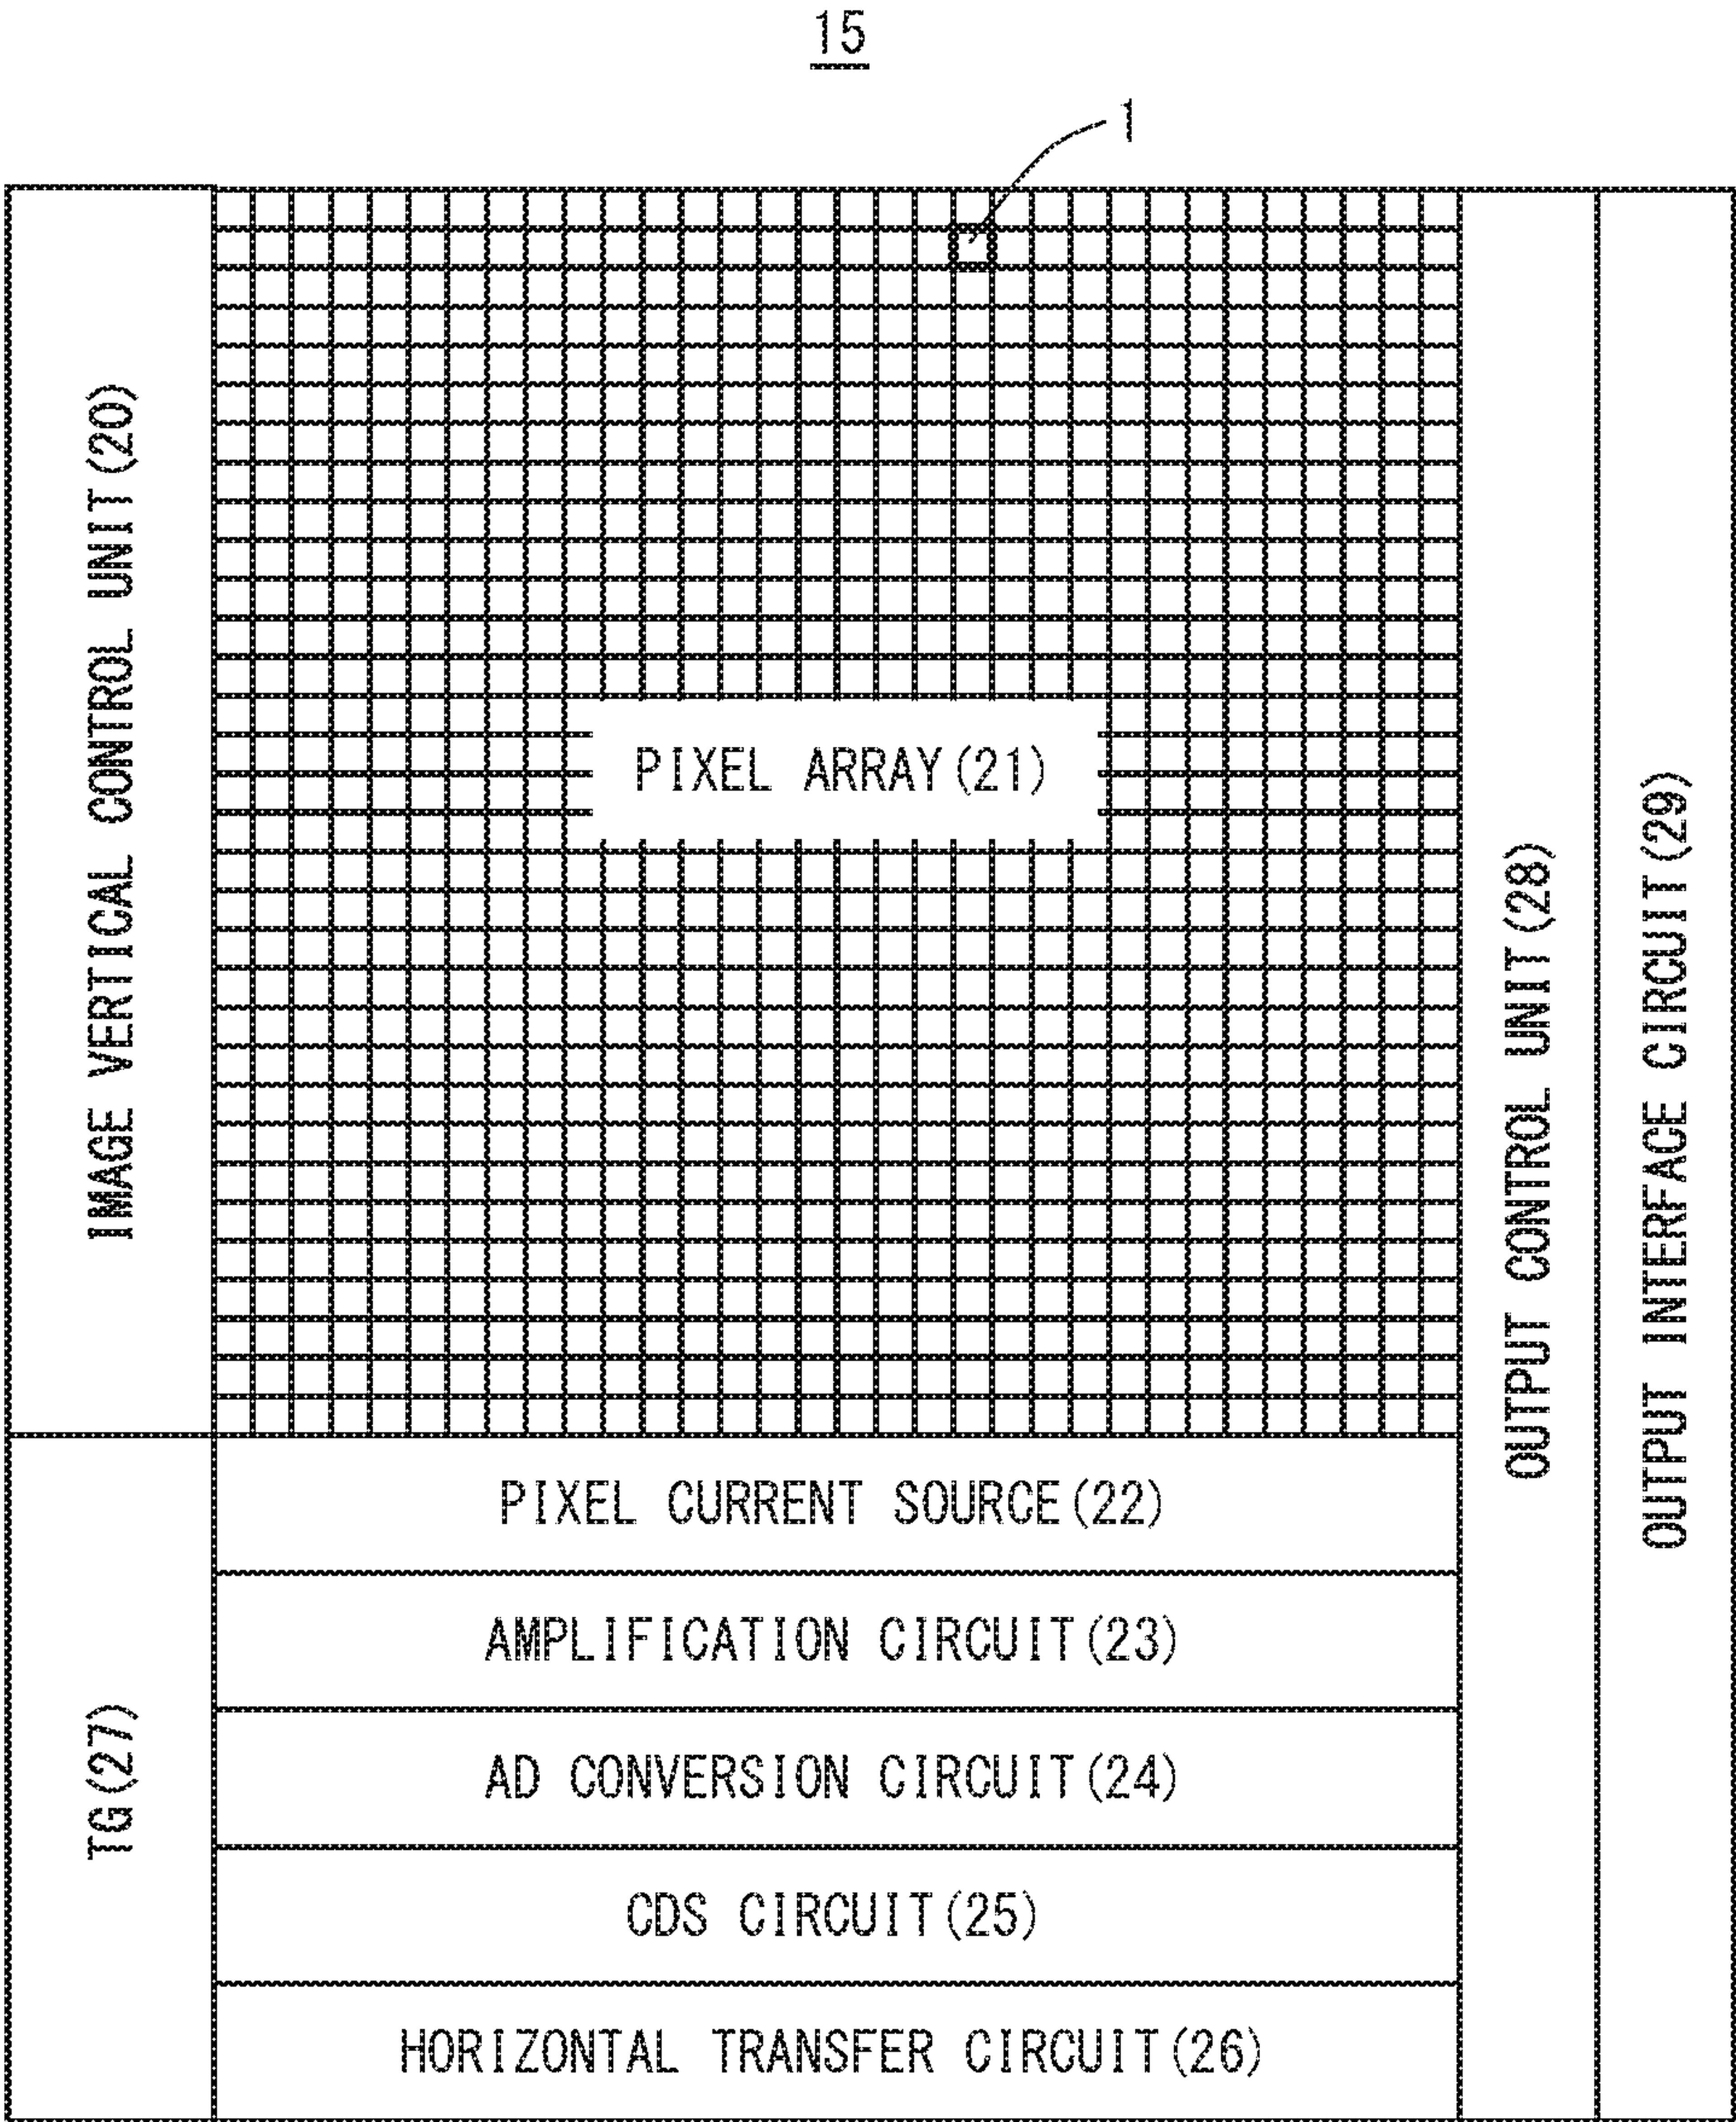 15
1
IMAGE VERTICAL CONTROL UNIT(20)
PIXEL ARRAY(21)
OUTPUT CONTROL UNIT(28)
OUTPUT INTERFACE CIRCUIT(29)
TG(27)
PIXEL CURRENT SOURCE(22)
AMPLIFICATION CIRCUIT(23)
AD CONVERSION CIRCUIT(24)
CDS CIRCUIT(25)
HORIZONTAL TRANSFER CIRCUIT(26)